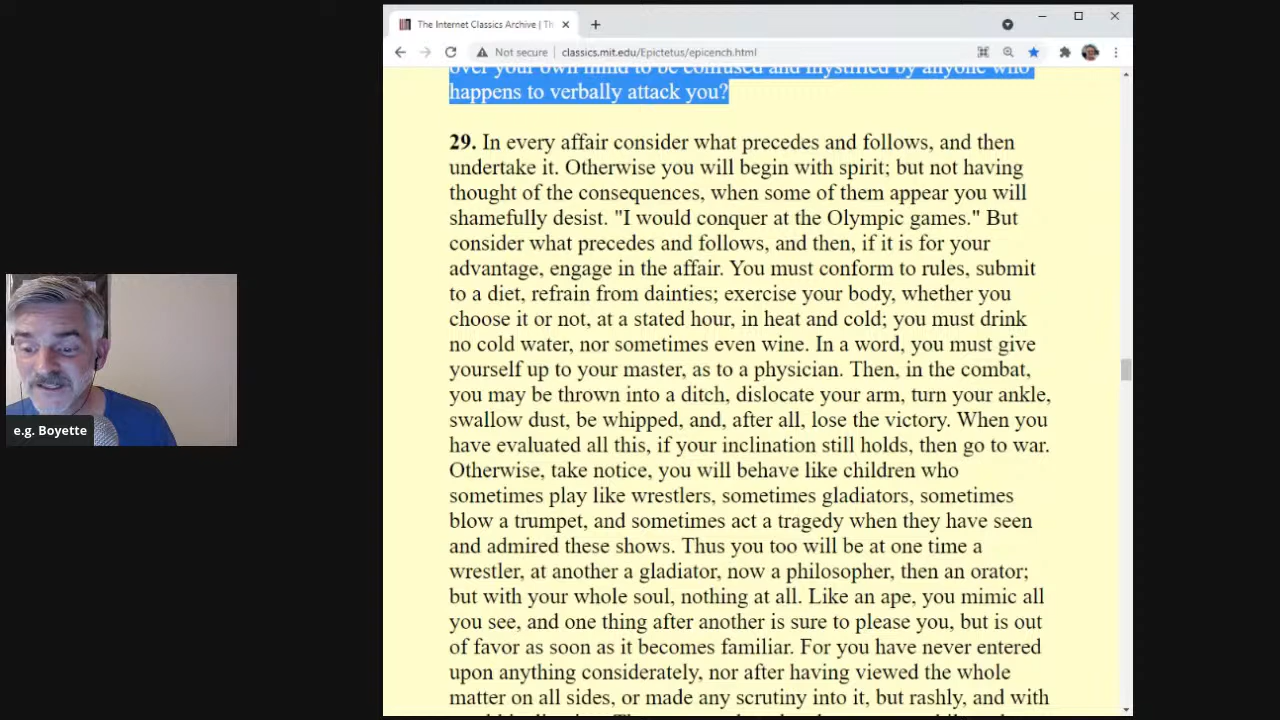 The Internet Classics Archive | Th
Not secure
classics.mit.edu/Epictetus/epicench.html
over your own mind to be confused and mystified by anyone who
happens to verbally attack you?
29. In every affair consider what precedes and follows, and then
undertake it. Otherwise you will begin with spirit; but not having
thought of the consequences, when some of them appear you will
shamefully desist. "I would conquer at the Olympic games." But
consider what precedes and follows, and then, if it is for your
advantage, engage in the affair. You must conform to rules, submit
to a diet, refrain from dainties; exercise your body, whether you
choose it or not, at a stated hour, in heat and cold; you must drink
no cold water, nor sometimes even wine. In a word, you must give
yourself up to your master, as to a physician. Then, in the combat,
you may be thrown into a ditch, dislocate your arm, turn your ankle,
swallow dust, be whipped, and, after all, lose the victory. When you
have evaluated all this, if your inclination still holds, then go to war.
Otherwise, take notice, you will behave like children who
sometimes play like wrestlers, sometimes gladiators, sometimes
blow a trumpet, and sometimes act a tragedy when they have seen
and admired these shows. Thus you too will be at one time a
wrestler, at another a gladiator, now a philosopher, then an orator;
but with your whole soul, nothing at all. Like an ape, you mimic all
you see, and one thing after another is sure to please you, but is out
of favor as soon as it becomes familiar. For you have never entered
upon anything considerately, nor after having viewed the whole
matter on all sides, or made any scrutiny into it, but rashly, and with
e.g. Boyette